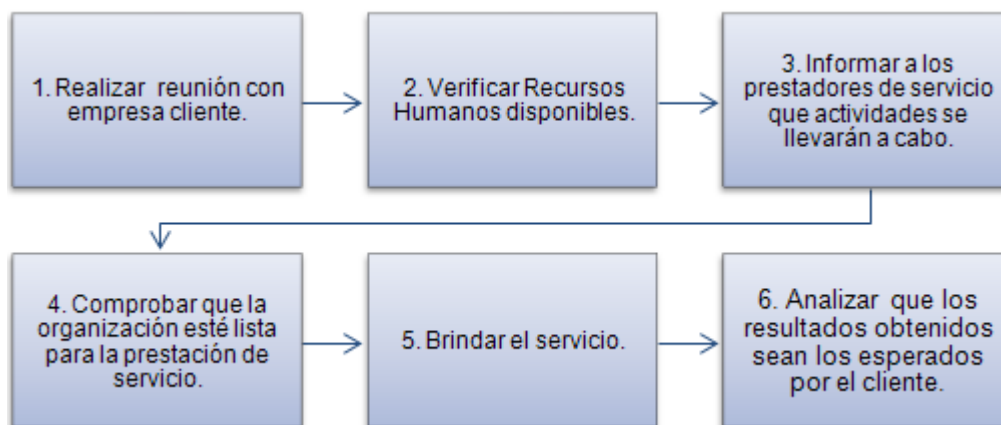 1. Realizar reunión con
empresa cliente.
2. Verificar Recursos
Humanos disponibles.
3. Informar a los
prestadores de servicio
que actividades se
llevarán a cabo.
4. Comprobar que la
organización esté lista
para la prestación de
servicio.
5. Brindar el servicio.
6. Analizar que los
resultados obtenidos
sean los esperados
por el cliente.